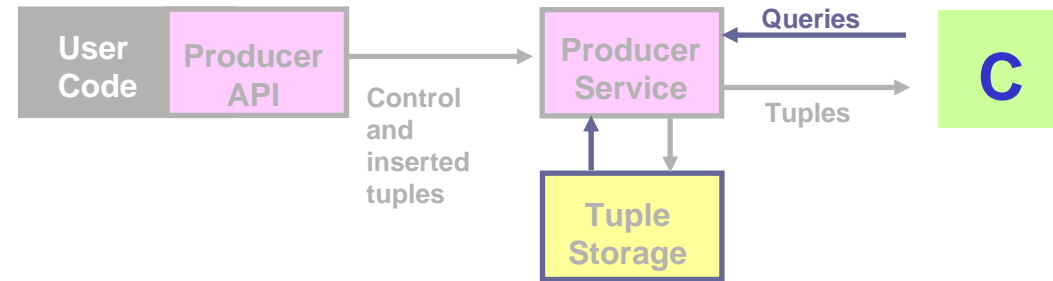 User
Code
Producer
API
Control
and
inserted
tuples
Producer
Service
Queries
Tuples
C
Tuple
Storage